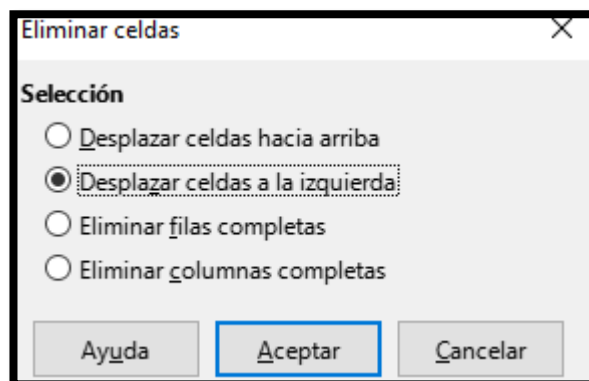 Eliminar celdas
Selección
Desplazar celdas hacia arriba
Desplazar celdas a la izquierda
Eliminar filas completas
Eliminar columnas completas
Ayuda Aceptar Cancelar